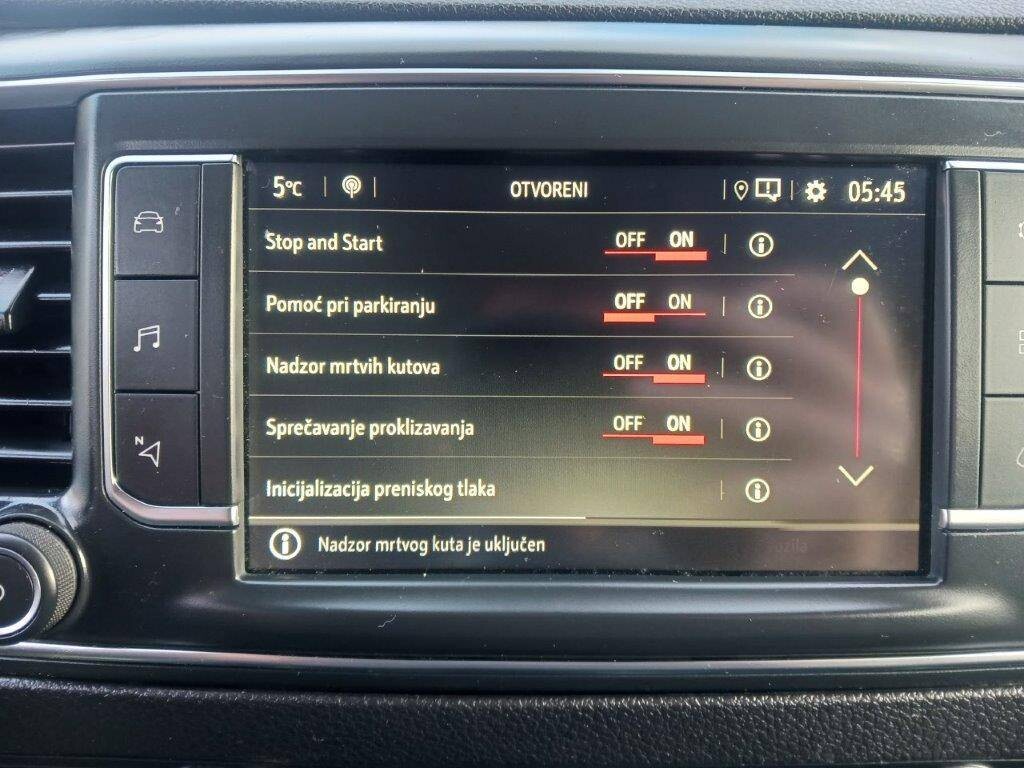 5°C OTVORENI 05:45
Stop and Start OFF ON
Pomoć pri parkiranju OFF ON
Nadzor mrtvih kutova OFF ON
Sprečavanje proklizavanja OFF ON
Inicijalizacija preniskog tlaka
Nadzor mrtvog kuta je uključen
N